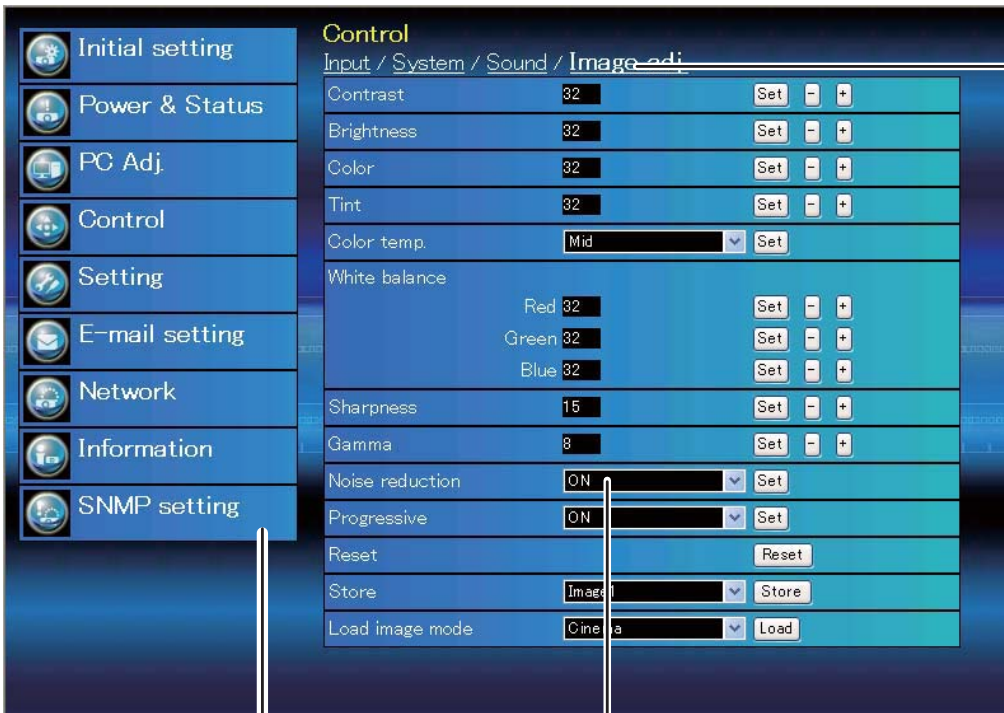 Initial setting
Power & Status
PC Adj.
Control
Setting
E-mail setting
Network
Information
SNMP setting
Control
Input / System / Sound / Image adj.
Contrast 32 Set - +
Brightness 32 Set - +
Color 32 Set - +
Tint 32 Set - +
Color temp. Mid Set
White balance
Red 32 Set - +
Green 32 Set - +
Blue 32 Set - +
Sharpness 15 Set - +
Gamma 8 Set - +
Noise reduction ON Set
Progressive ON Set
Reset Reset
Store Image1 Store
Load image mode Cinema Load